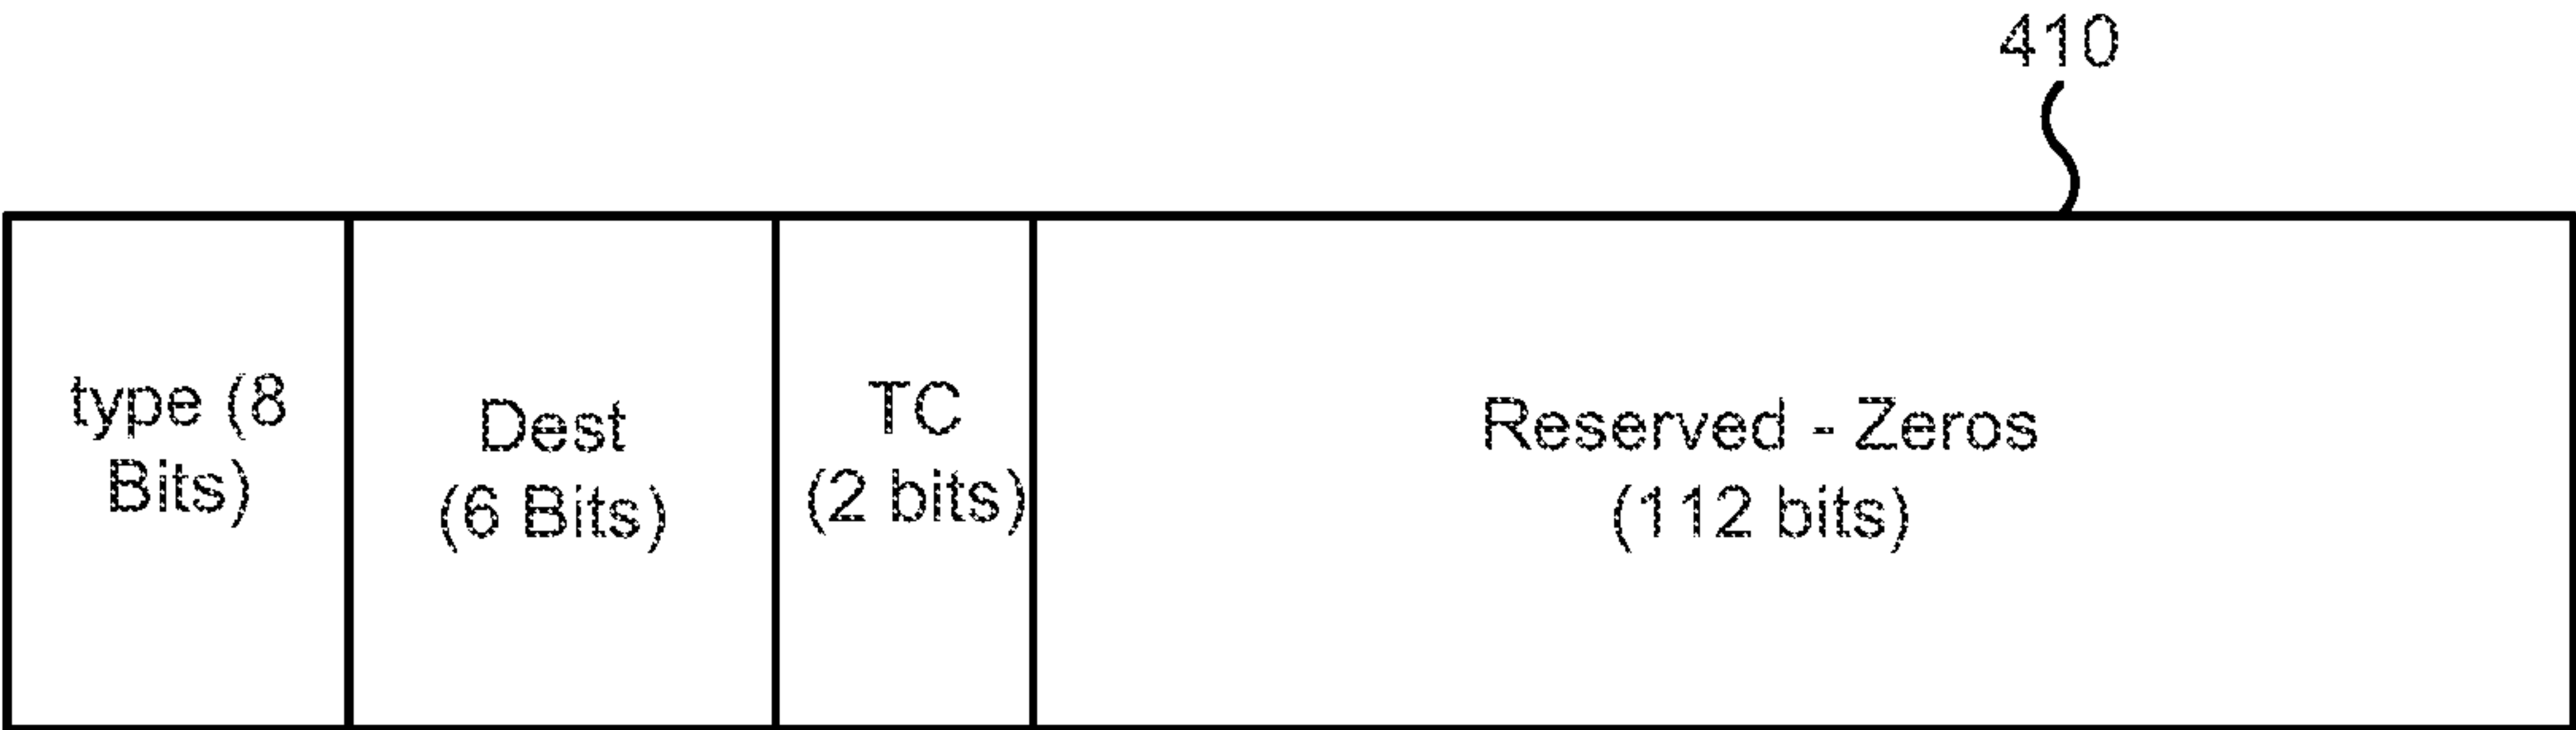 410
type (8
Bits)
Dest
(6 Bits)
TC
(2 bits)
Reserved - Zeros
(112 bits)